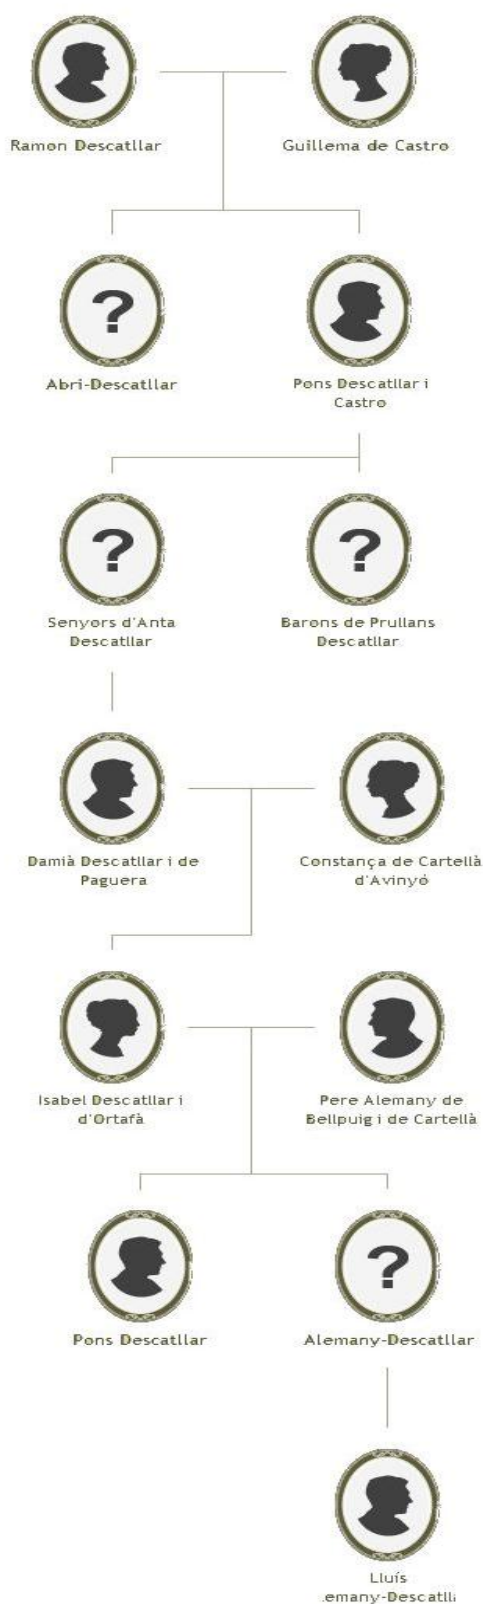 Ramon Descatllar
Guillema de Castro
Abri-Descatllar
Pons Descatllar i
Castro
Senyors d'Anta
Descatllar
Barons de Prullans
Descatllar
Damià Descatllar i de
Paguera
Constança de Cartellà
d'Avinyó
Isabel Descatllar i
d'Ortafà
Pere Alemany de
Bellpuig i de Cartellà
Pons Descatllar
Alemany-Descatllar
Lluís